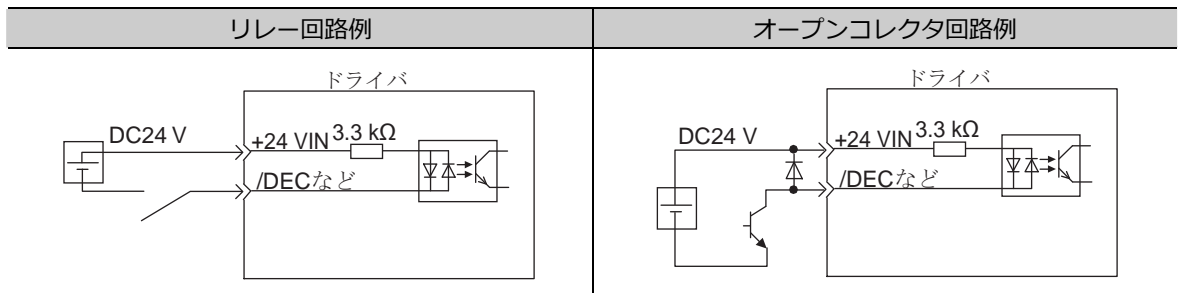 リレー回路例
オープンコレクタ回路例
ドライバ
DC24 V
+24 VIN
3.3 kΩ
/DECなど
ドライバ
DC24 V
+24 VIN
3.3 kΩ
/DECなど